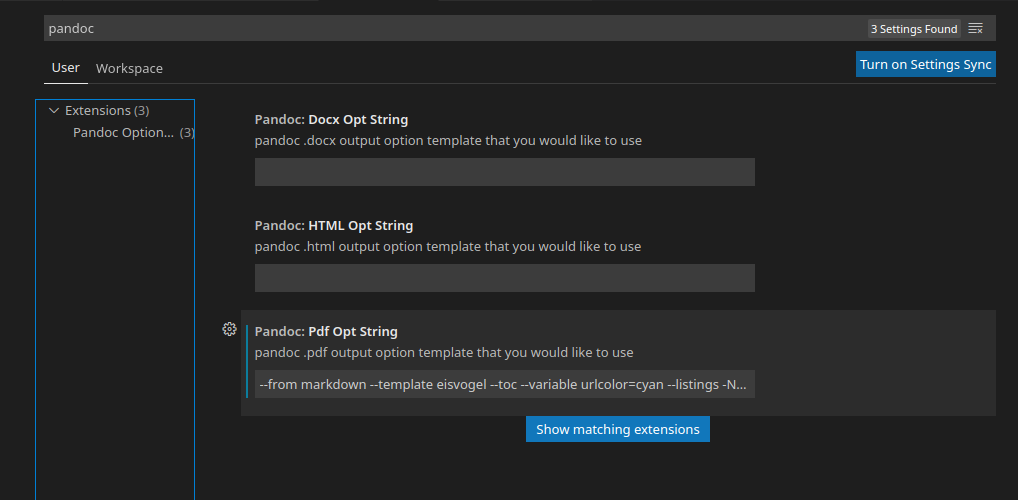 pandoc
3 Settings Found
User
Workspace
Turn on Settings Sync
Extensions (3)
Pandoc Option... (3)
Pandoc: Docx Opt String
pandoc .docx output option template that you would like to use
Pandoc: HTML Opt String
pandoc .html output option template that you would like to use
Pandoc: Pdf Opt String
pandoc .pdf output option template that you would like to use
--from markdown --template eisvogel --toc --variable urlcolor=cyan --listings -N...
Show matching extensions